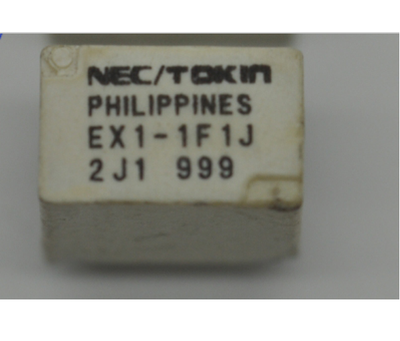 NEC/TOKIN
PHILIPPINES
EX1-1F1J
2J1 999